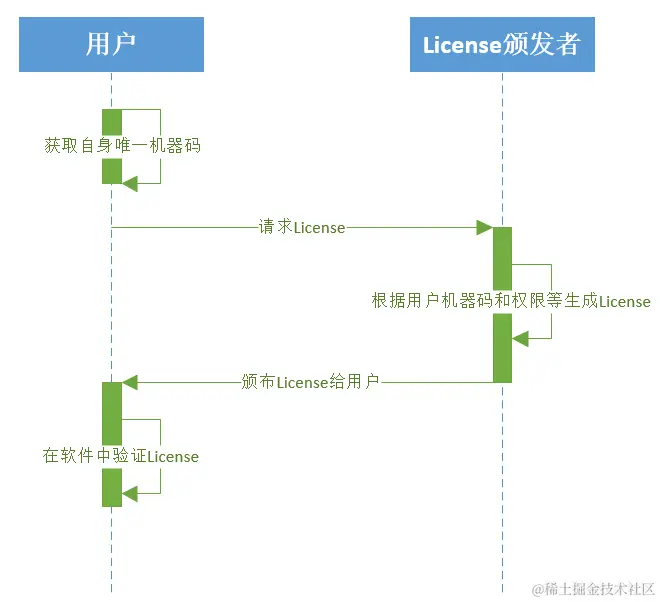 用户
License颁发者
获取自身唯一机器码
请求License
根据用户机器码和权限等生成License
颁布License给用户
在软件中验证License
@稀土掘金技术社区